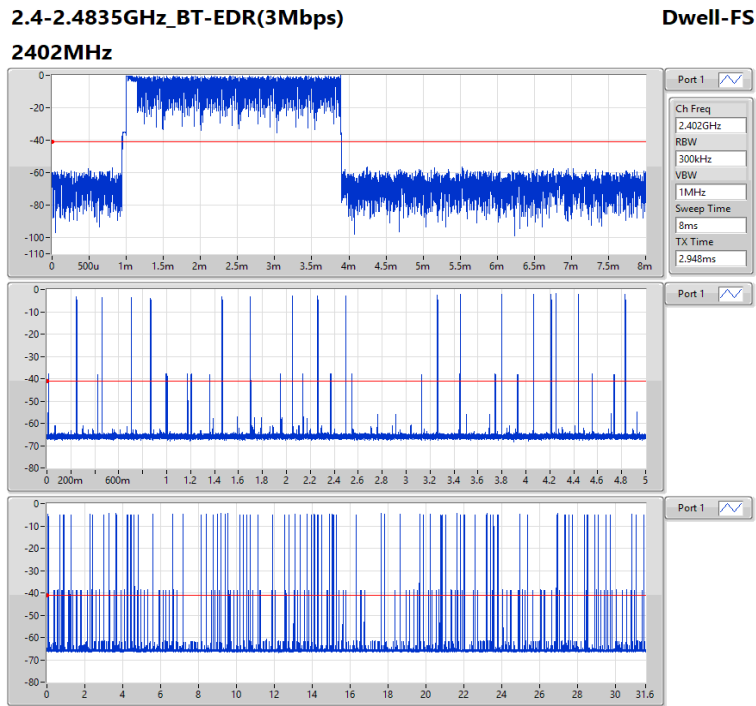 2.4-2.4835GHz_BT-EDR(3Mbps) Dwell-FS
2402MHz
Port 1
0
-20
-40
-60
-80
-100
-110
0 500u 1m 1.5m 2m 2.5m 3m 3.5m 4m 4.5m 5m 5.5m 6m 6.5m 7m 7.5m 8m
Ch Freq
2.402GHz
RBW
300kHz
VBW
1MHz
Sweep Time
8ms
TX Time
2.948ms
Port 1
0
-10
-20
-30
-40
-50
-60
-70
-80
0 200m 600m 1 1.2 1.4 1.6 1.8 2 2.2 2.4 2.6 2.8 3 3.2 3.4 3.6 3.8 4 4.2 4.4 4.6 4.8 5
Port 1
0
-10
-20
-30
-40
-50
-60
-70
-80
0 2 4 6 8 10 12 14 16 18 20 22 24 26 28 30 31.6